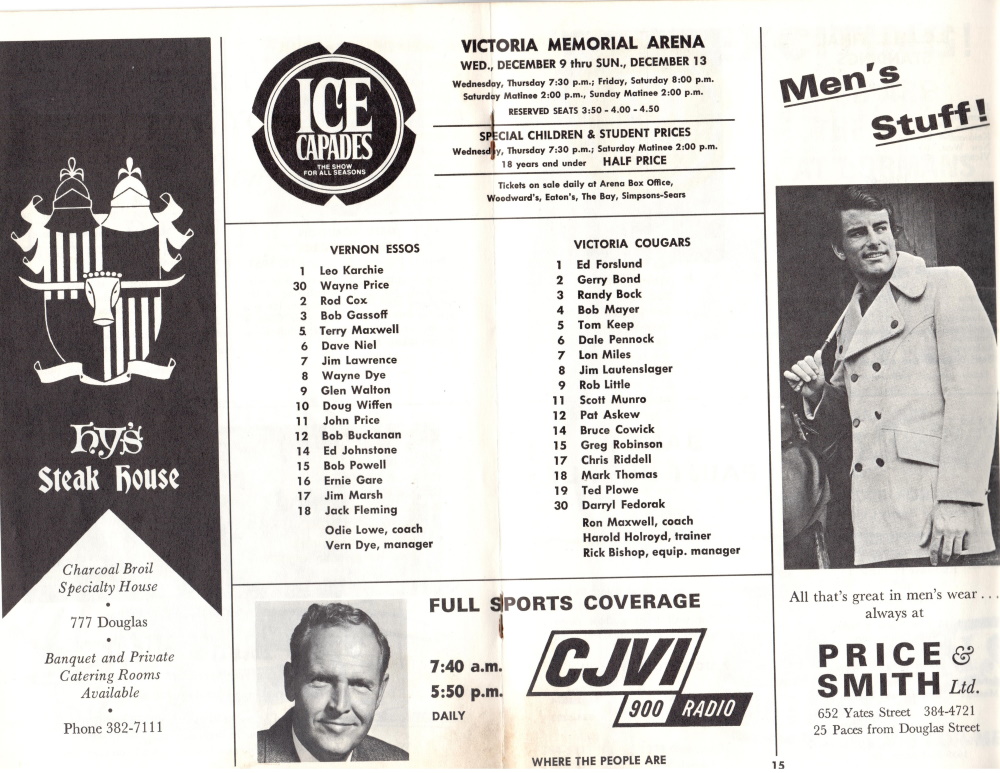 hy's
Steak House
Charcoal Broil
Specialty House
•
777 Douglas
•
Banquet and Private
Catering Rooms
Available
•
Phone 382-7111
ICE
CAPADES
THE SHOW
FOR ALL SEASONS
VICTORIA MEMORIAL ARENA
WED., DECEMBER 9 thru SUN., DECEMBER 13
Wednesday, Thursday 7:30 p.m.; Friday, Saturday 8:00 p.m.
Saturday Matinee 2:00 p.m., Sunday Matinee 2:00 p.m.
RESERVED SEATS 3:50 - 4.00 - 4.50
SPECIAL CHILDREN & STUDENT PRICES
Wednesday, Thursday 7:30 p.m.; Saturday Matinee 2:00 p.m.
18 years and under HALF PRICE
Tickets on sale daily at Arena Box Office,
Woodward's, Eaton's, The Bay, Simpsons-Sears
VERNON ESSOS
1 Leo Karchie
30 Wayne Price
2 Rod Cox
3 Bob Gassoff
5 Terry Maxwell
6 Dave Niel
7 Jim Lawrence
8 Wayne Dye
9 Glen Walton
10 Doug Wiffen
11 John Price
12 Bob Buckanan
14 Ed Johnstone
15 Bob Powell
16 Ernie Gare
17 Jim Marsh
18 Jack Fleming
Odie Lowe, coach
Vern Dye, manager
VICTORIA COUGARS
1 Ed Forslund
2 Gerry Bond
3 Randy Bock
4 Bob Mayer
5 Tom Keep
6 Dale Pennock
7 Lon Miles
8 Jim Lautenslager
9 Rob Little
11 Scott Munro
12 Pat Askew
14 Bruce Cowick
15 Greg Robinson
17 Chris Riddell
18 Mark Thomas
19 Ted Plowe
30 Darryl Fedorak
Ron Maxwell, coach
Harold Holroyd, trainer
Rick Bishop, equip. manager
FULL SPORTS COVERAGE
7:40 a.m.
5:50 p.m.
DAILY
CJVI
900 RADIO
WHERE THE PEOPLE ARE
Men's
Stuff!
All that's great in men's wear . . .
always at
PRICE &
SMITH Ltd.
652 Yates Street 384-4721
25 Paces from Douglas Street
15